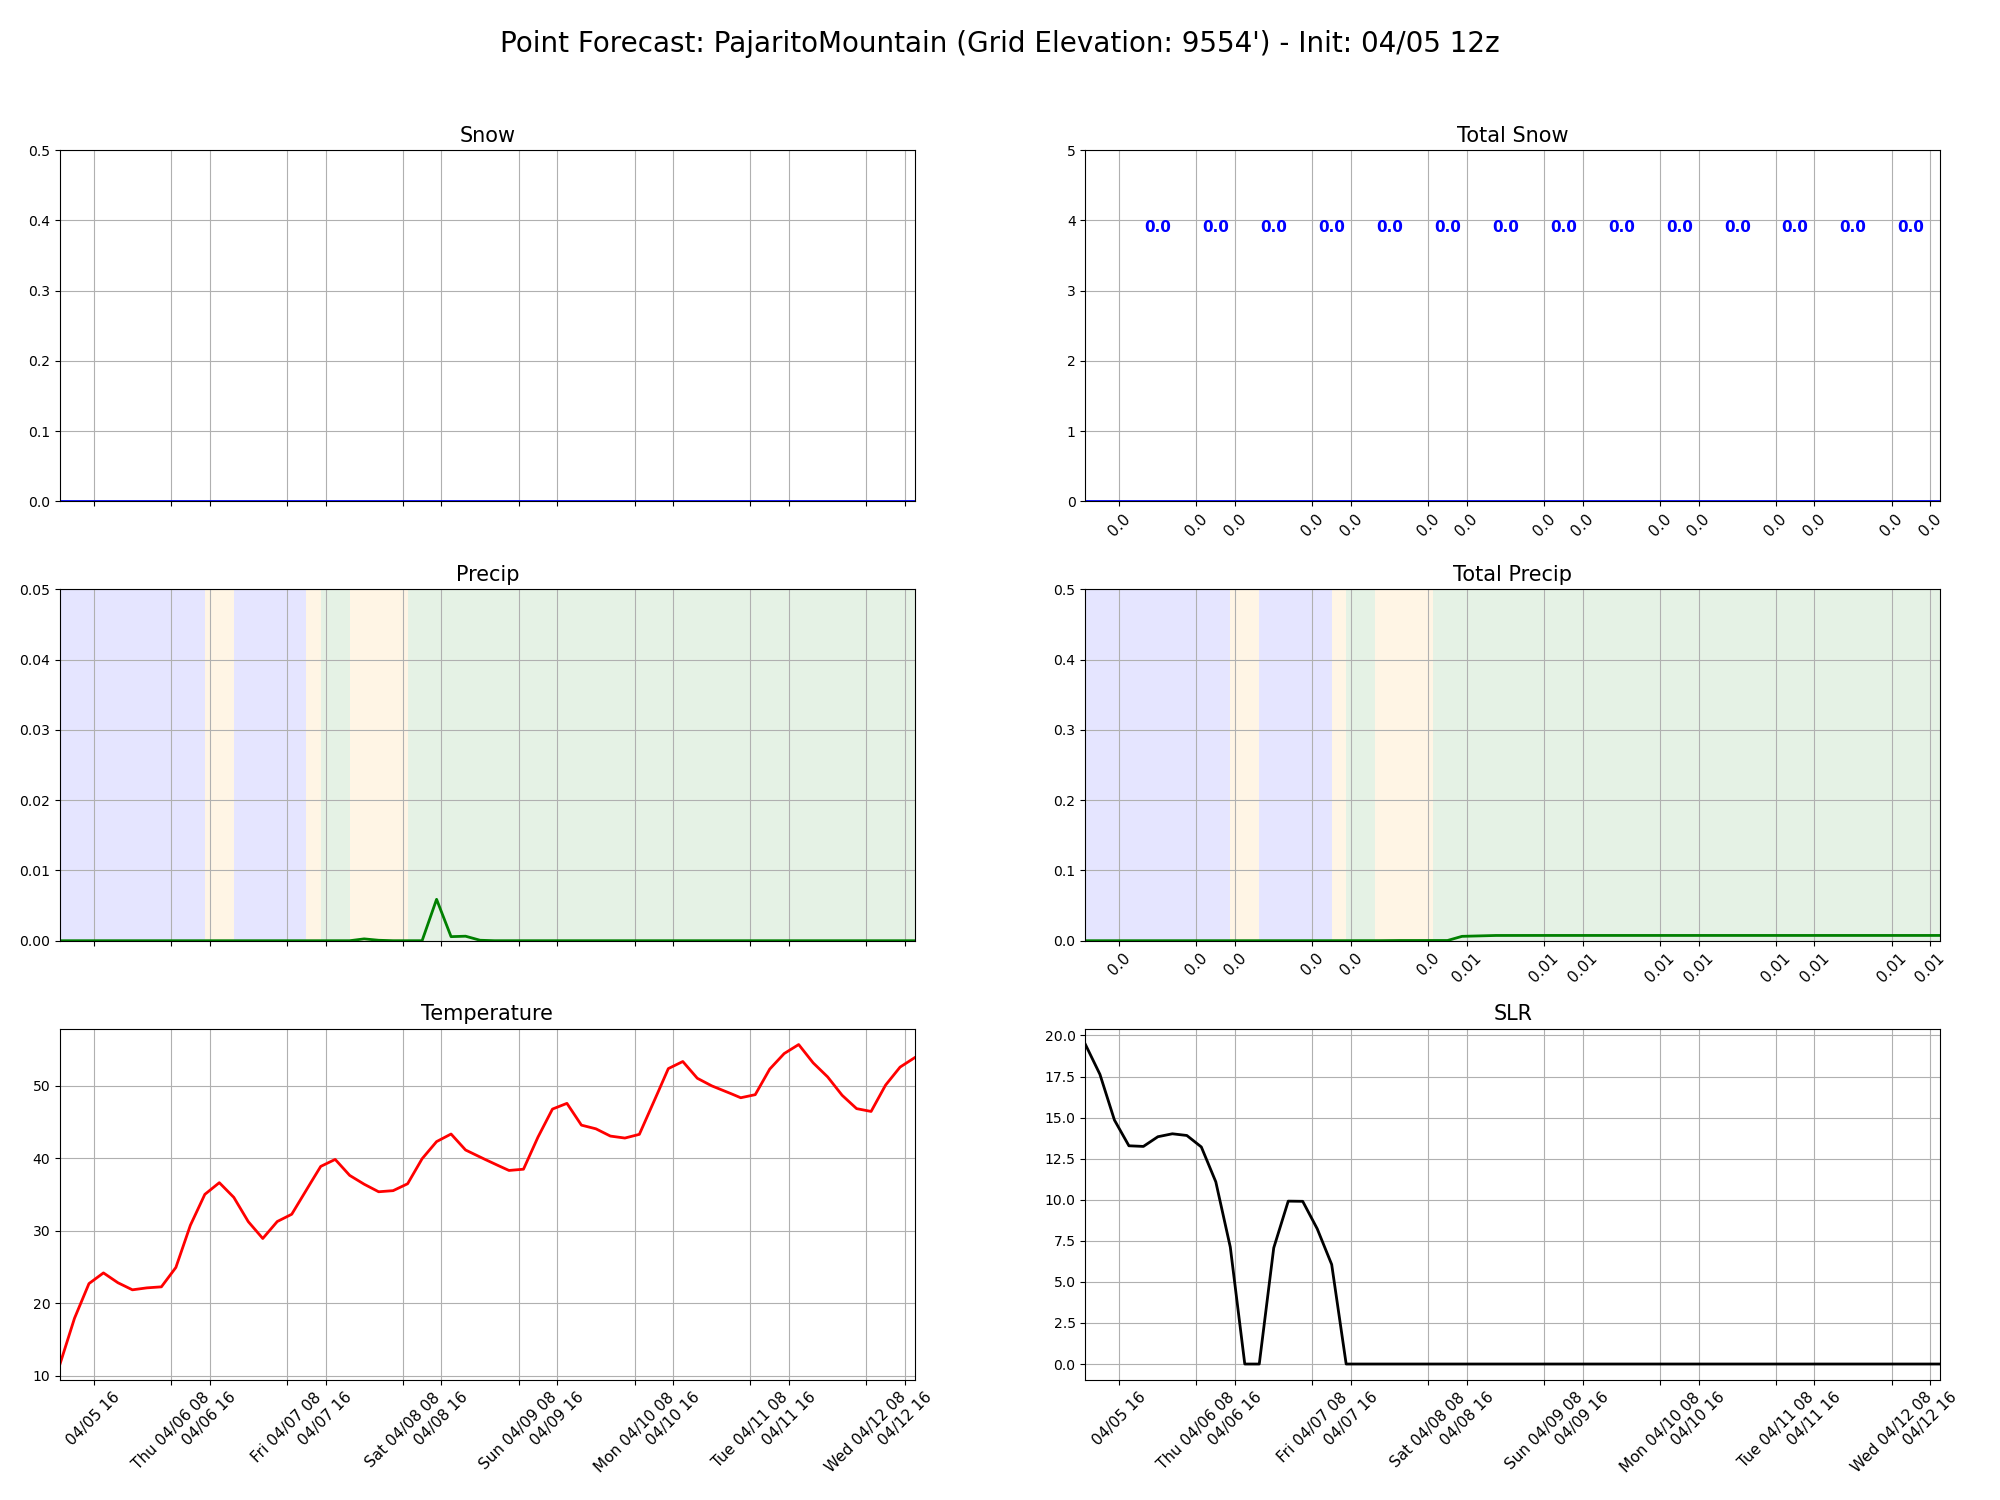 Point Forecast: PajaritoMountain (Grid Elevation: 9554') - Init: 04/05 12z
Snow
0.5
0.4
0.3
0.2
0.1
0.0
Total Snow
5
4
3
2
1
0
0.0 0.0 0.0 0.0 0.0 0.0 0.0 0.0 0.0 0.0 0.0 0.0 0.0 0.0
0.0 0.0 0.0 0.0 0.0 0.0 0.0 0.0 0.0 0.0 0.0 0.0 0.0 0.0 0.0
Precip
0.05
0.04
0.03
0.02
0.01
0.00
Total Precip
0.5
0.4
0.3
0.2
0.1
0.0
0.0 0.0 0.0 0.0 0.0 0.0 0.01 0.01 0.01 0.01 0.01 0.01 0.01 0.01 0.01
Temperature
50
40
30
20
10
04/05 16
Thu 04/06 08
04/06 16
Fri 04/07 08
04/07 16
Sat 04/08 08
04/08 16
Sun 04/09 08
04/09 16
Mon 04/10 08
04/10 16
Tue 04/11 08
04/11 16
Wed 04/12 08
04/12 16
SLR
20.0
17.5
15.0
12.5
10.0
7.5
5.0
2.5
0.0
04/05 16
Thu 04/06 08
04/06 16
Fri 04/07 08
04/07 16
Sat 04/08 08
04/08 16
Sun 04/09 08
04/09 16
Mon 04/10 08
04/10 16
Tue 04/11 08
04/11 16
Wed 04/12 08
04/12 16